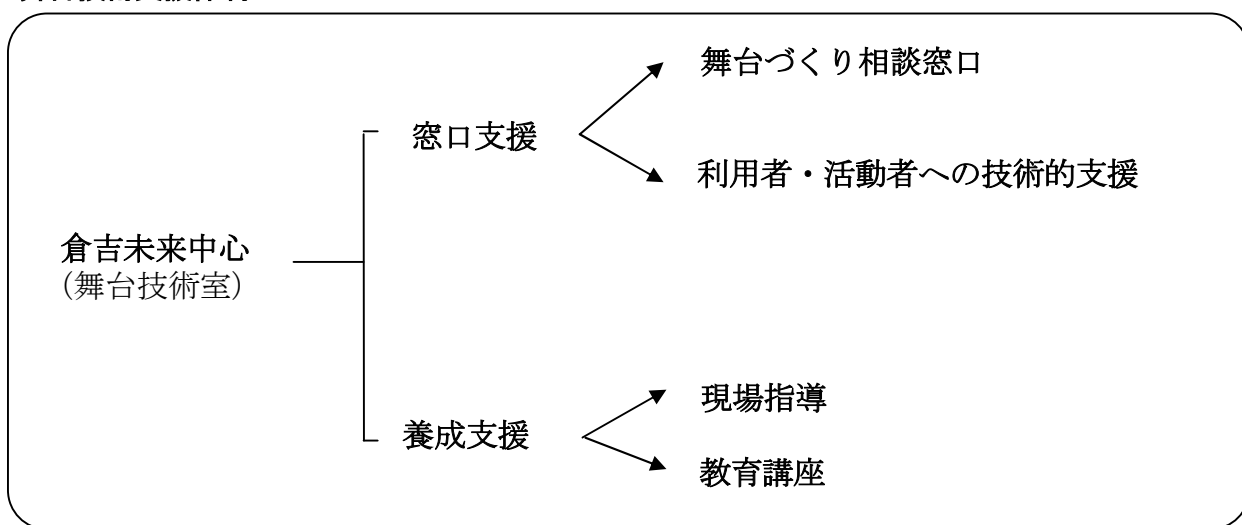 舞台づくり相談窓口
窓口支援
利用者・活動者への技術的支援
倉吉未来中心
(舞台技術室)
現場指導
養成支援
教育講座